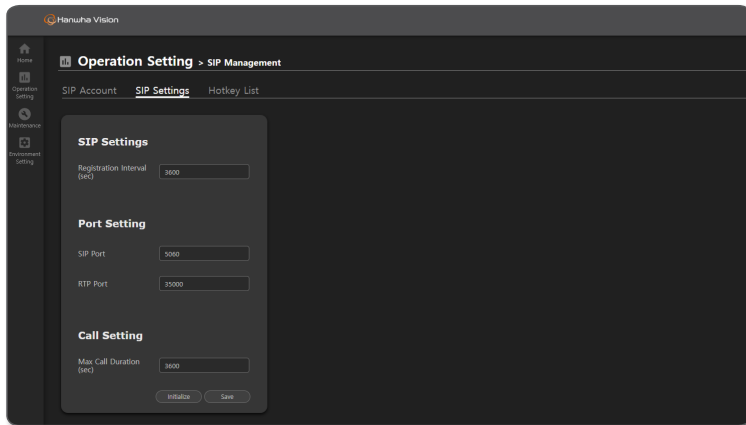 Hanwha Vision
Home
Operation
Setting
Maintenance
Environment
Setting
Operation Setting > SIP Management
SIP Account SIP Settings Hotkey List
SIP Settings
Registration Interval
(sec)
3600
Port Setting
SIP Port 5060
RTP Port 35000
Call Setting
Max Call Duration
(sec)
3600
Initialize Save